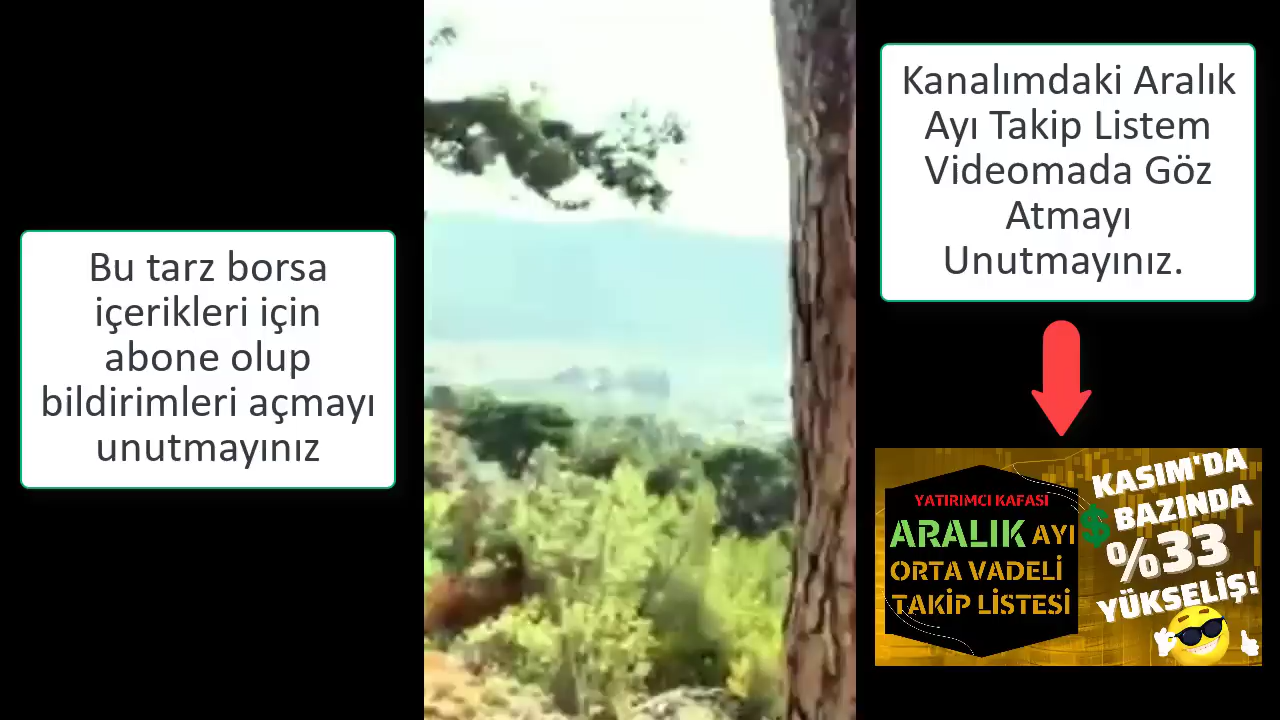 Bu tarz borsa
içerikleri için
abone olup
bildirimleri açmayı
unutmayınız
Kanalımdaki Aralık
Ayı Takip Listem
Videomada Göz
Atmayı
Unutmayınız.
YATIRIMCI KAFASI
ARALIK AYI
ORTA VADELİ
TAKİP LİSTESİ
KASIM'DA
$ BAZINDA
%33
YÜKSELİŞ!